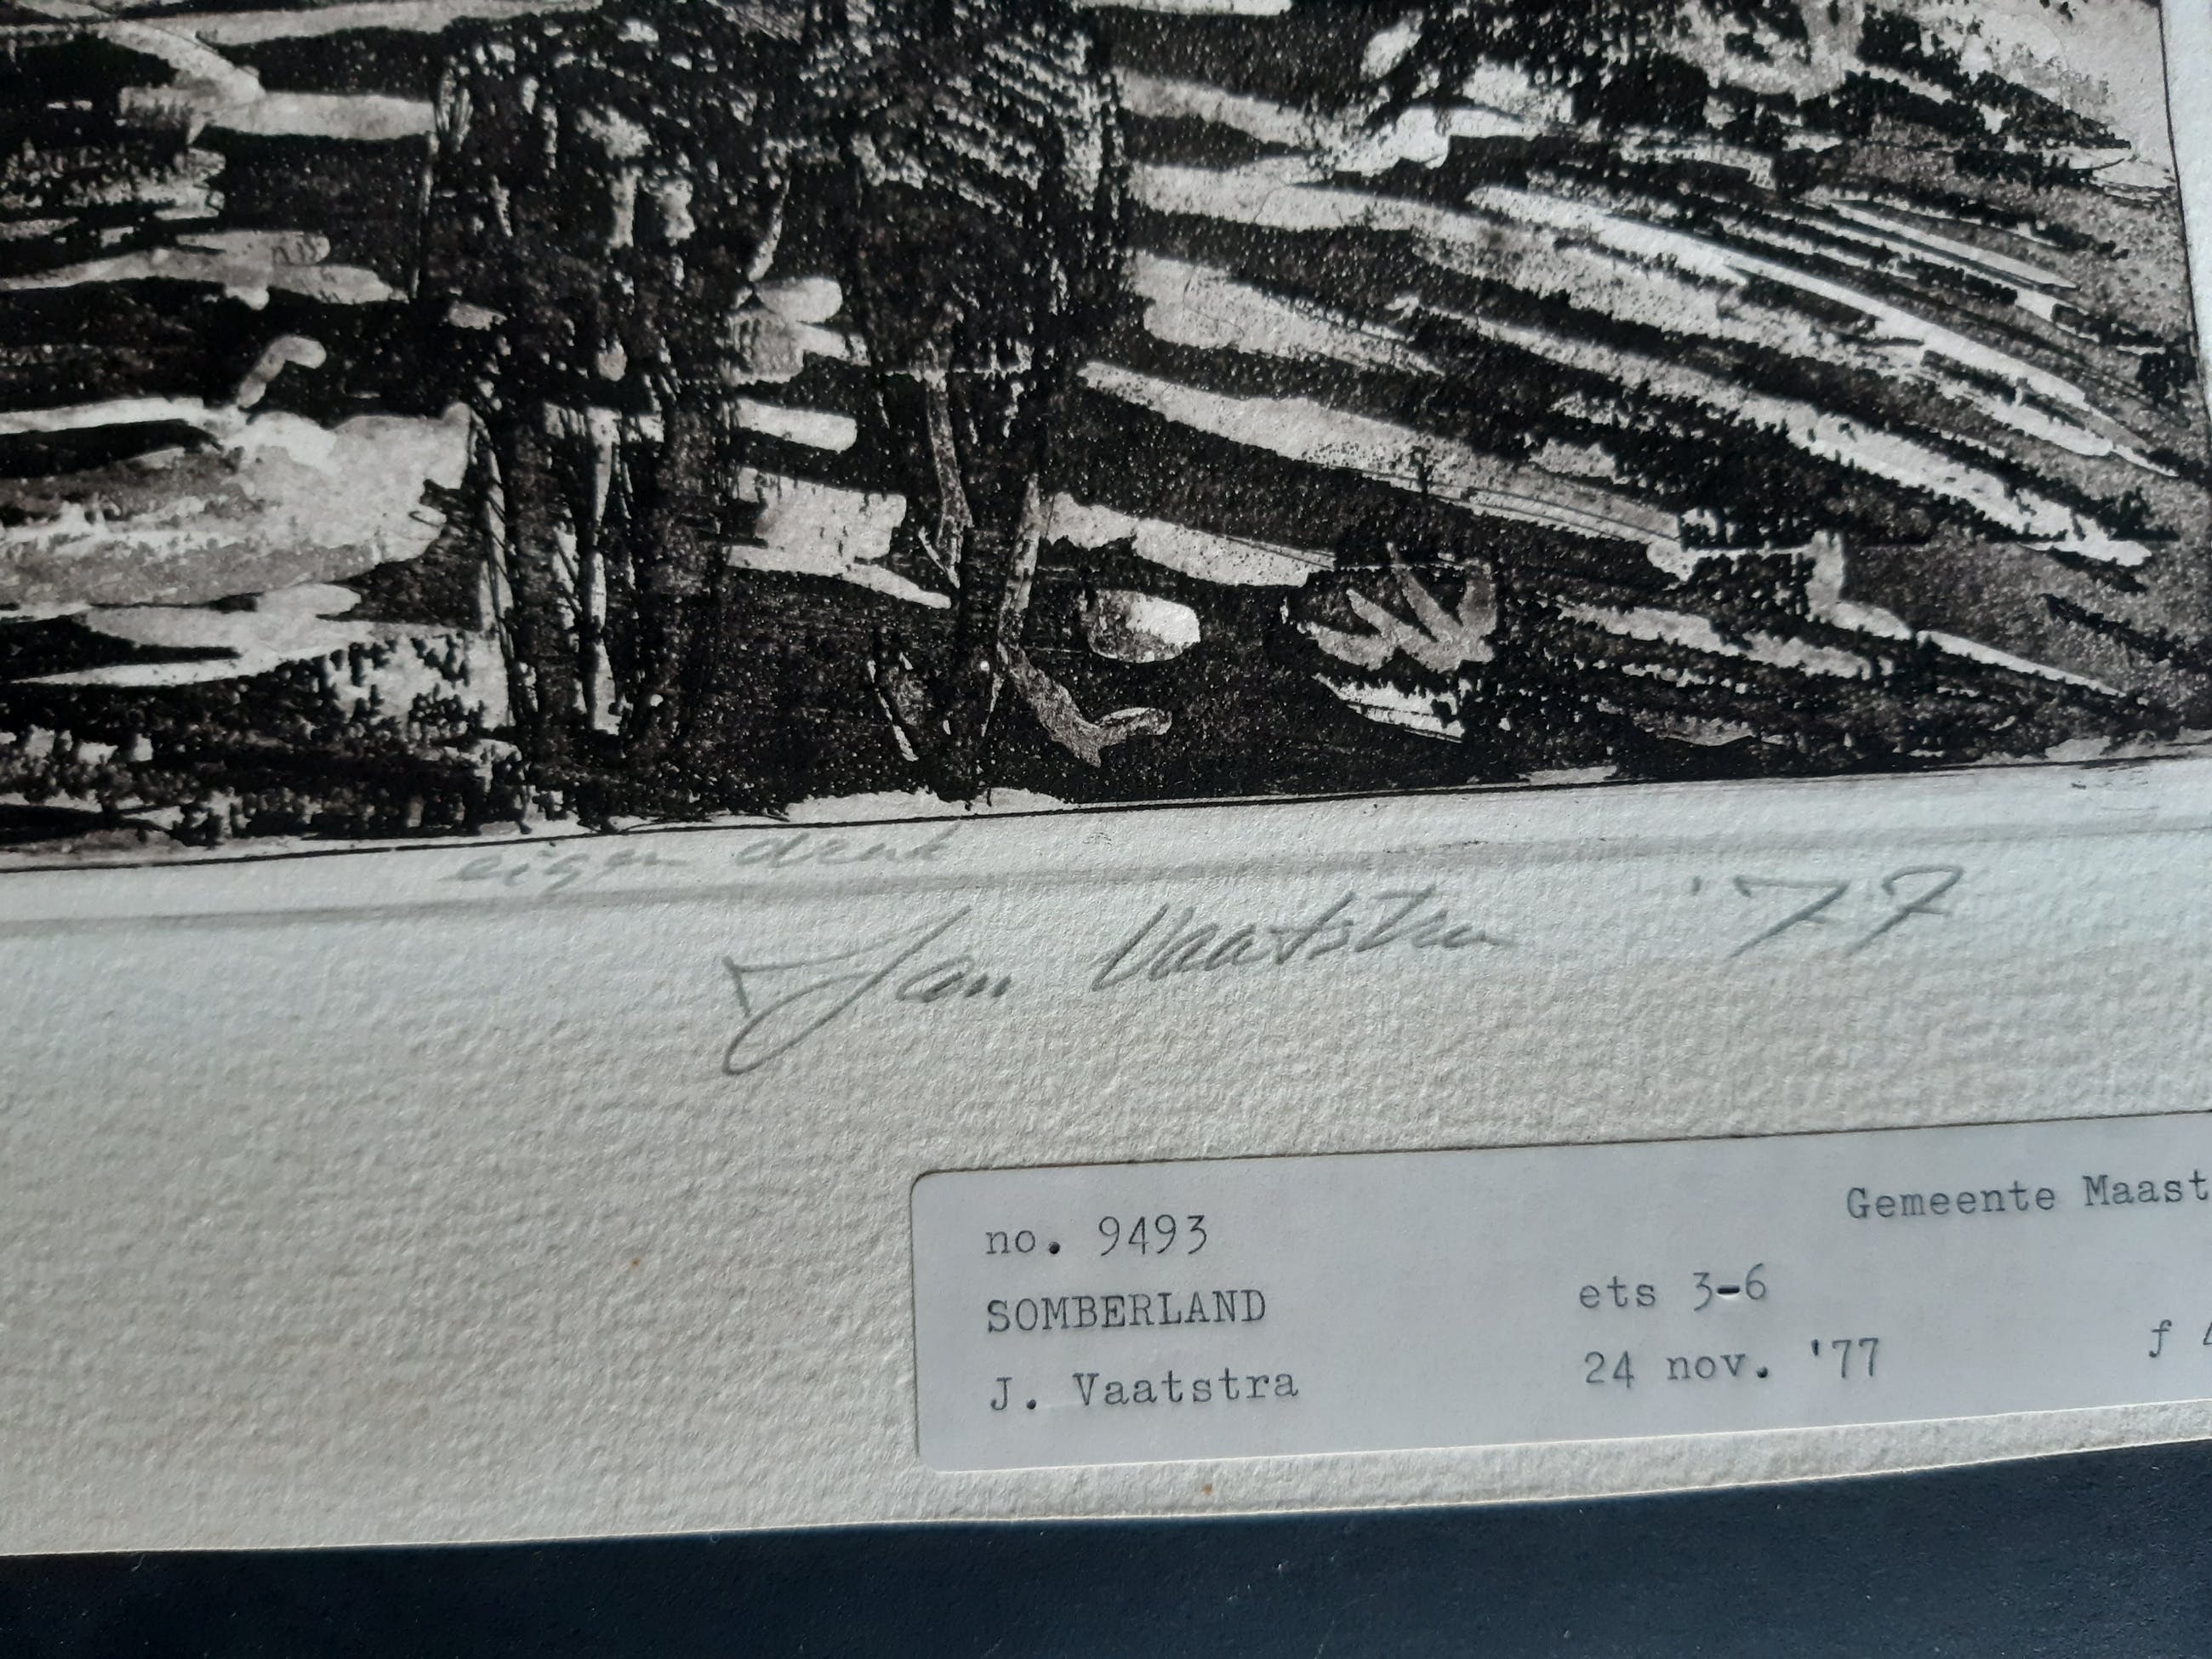 eigen druk
Jan Vaatstra '77
Gemeente Maast
no. 9493
SOMBERLAND ets 3-6
J. Vaatstra 24 nov. '77 ƒ